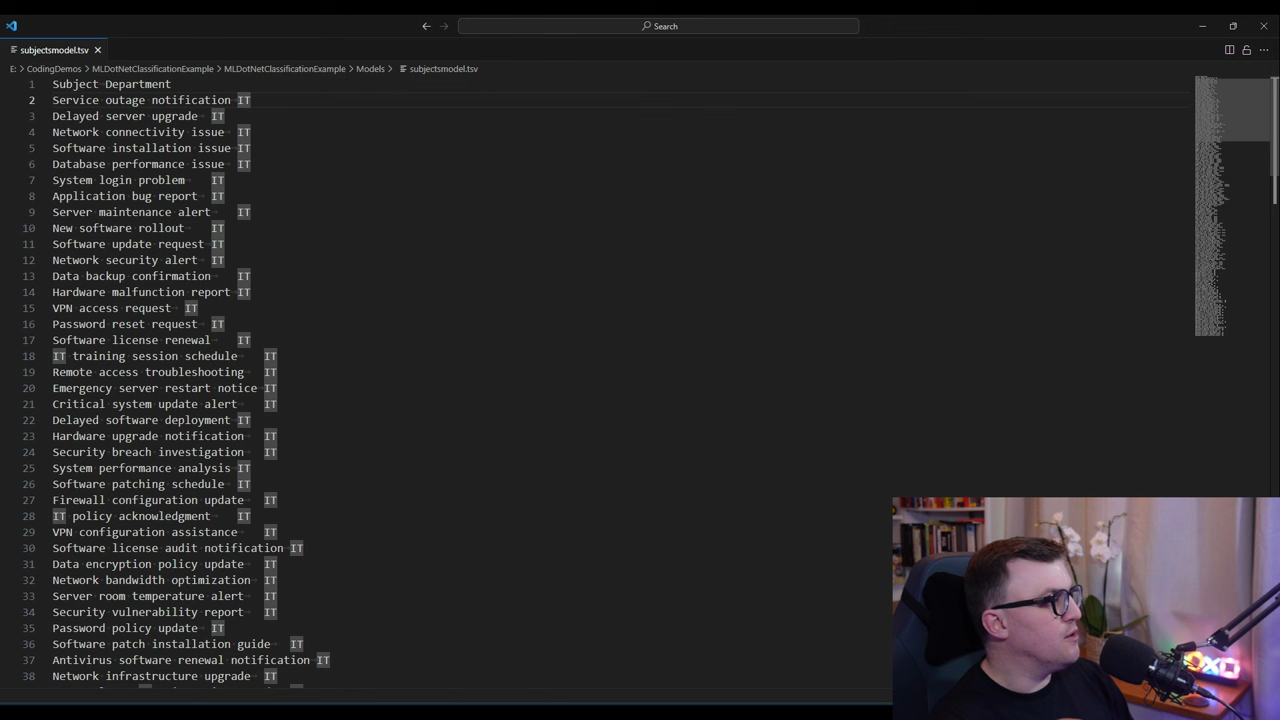 Search
subjectsmodel.tsv
E: > CodingDemos > MLDotNetClassificationExample > MLDotNetClassificationExample > Models > subjectsmodel.tsv
1 Subject Department
2 Service outage notification IT
3 Delayed server upgrade IT
4 Network connectivity issue IT
5 Software installation issue IT
6 Database performance issue IT
7 System login problem IT
8 Application bug report IT
9 Server maintenance alert IT
10 New software rollout IT
11 Software update request IT
12 Network security alert IT
13 Data backup confirmation IT
14 Hardware malfunction report IT
15 VPN access request IT
16 Password reset request IT
17 Software license renewal IT
18 IT training session schedule IT
19 Remote access troubleshooting IT
20 Emergency server restart notice IT
21 Critical system update alert IT
22 Delayed software deployment IT
23 Hardware upgrade notification IT
24 Security breach investigation IT
25 System performance analysis IT
26 Software patching schedule IT
27 Firewall configuration update IT
28 IT policy acknowledgment IT
29 VPN configuration assistance IT
30 Software license audit notification IT
31 Data encryption policy update IT
32 Network bandwidth optimization IT
33 Server room temperature alert IT
34 Security vulnerability report IT
35 Password policy update IT
36 Software patch installation guide IT
37 Antivirus software renewal notification IT
38 Network infrastructure upgrade IT